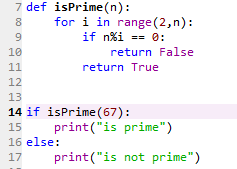 7 def isPrime(n):
8     for i in range(2,n):
9         if n%i == 0:
10             return False
11         return True
12
13
14 if isPrime(67):
15     print("is prime")
16 else:
17     print("is not prime")